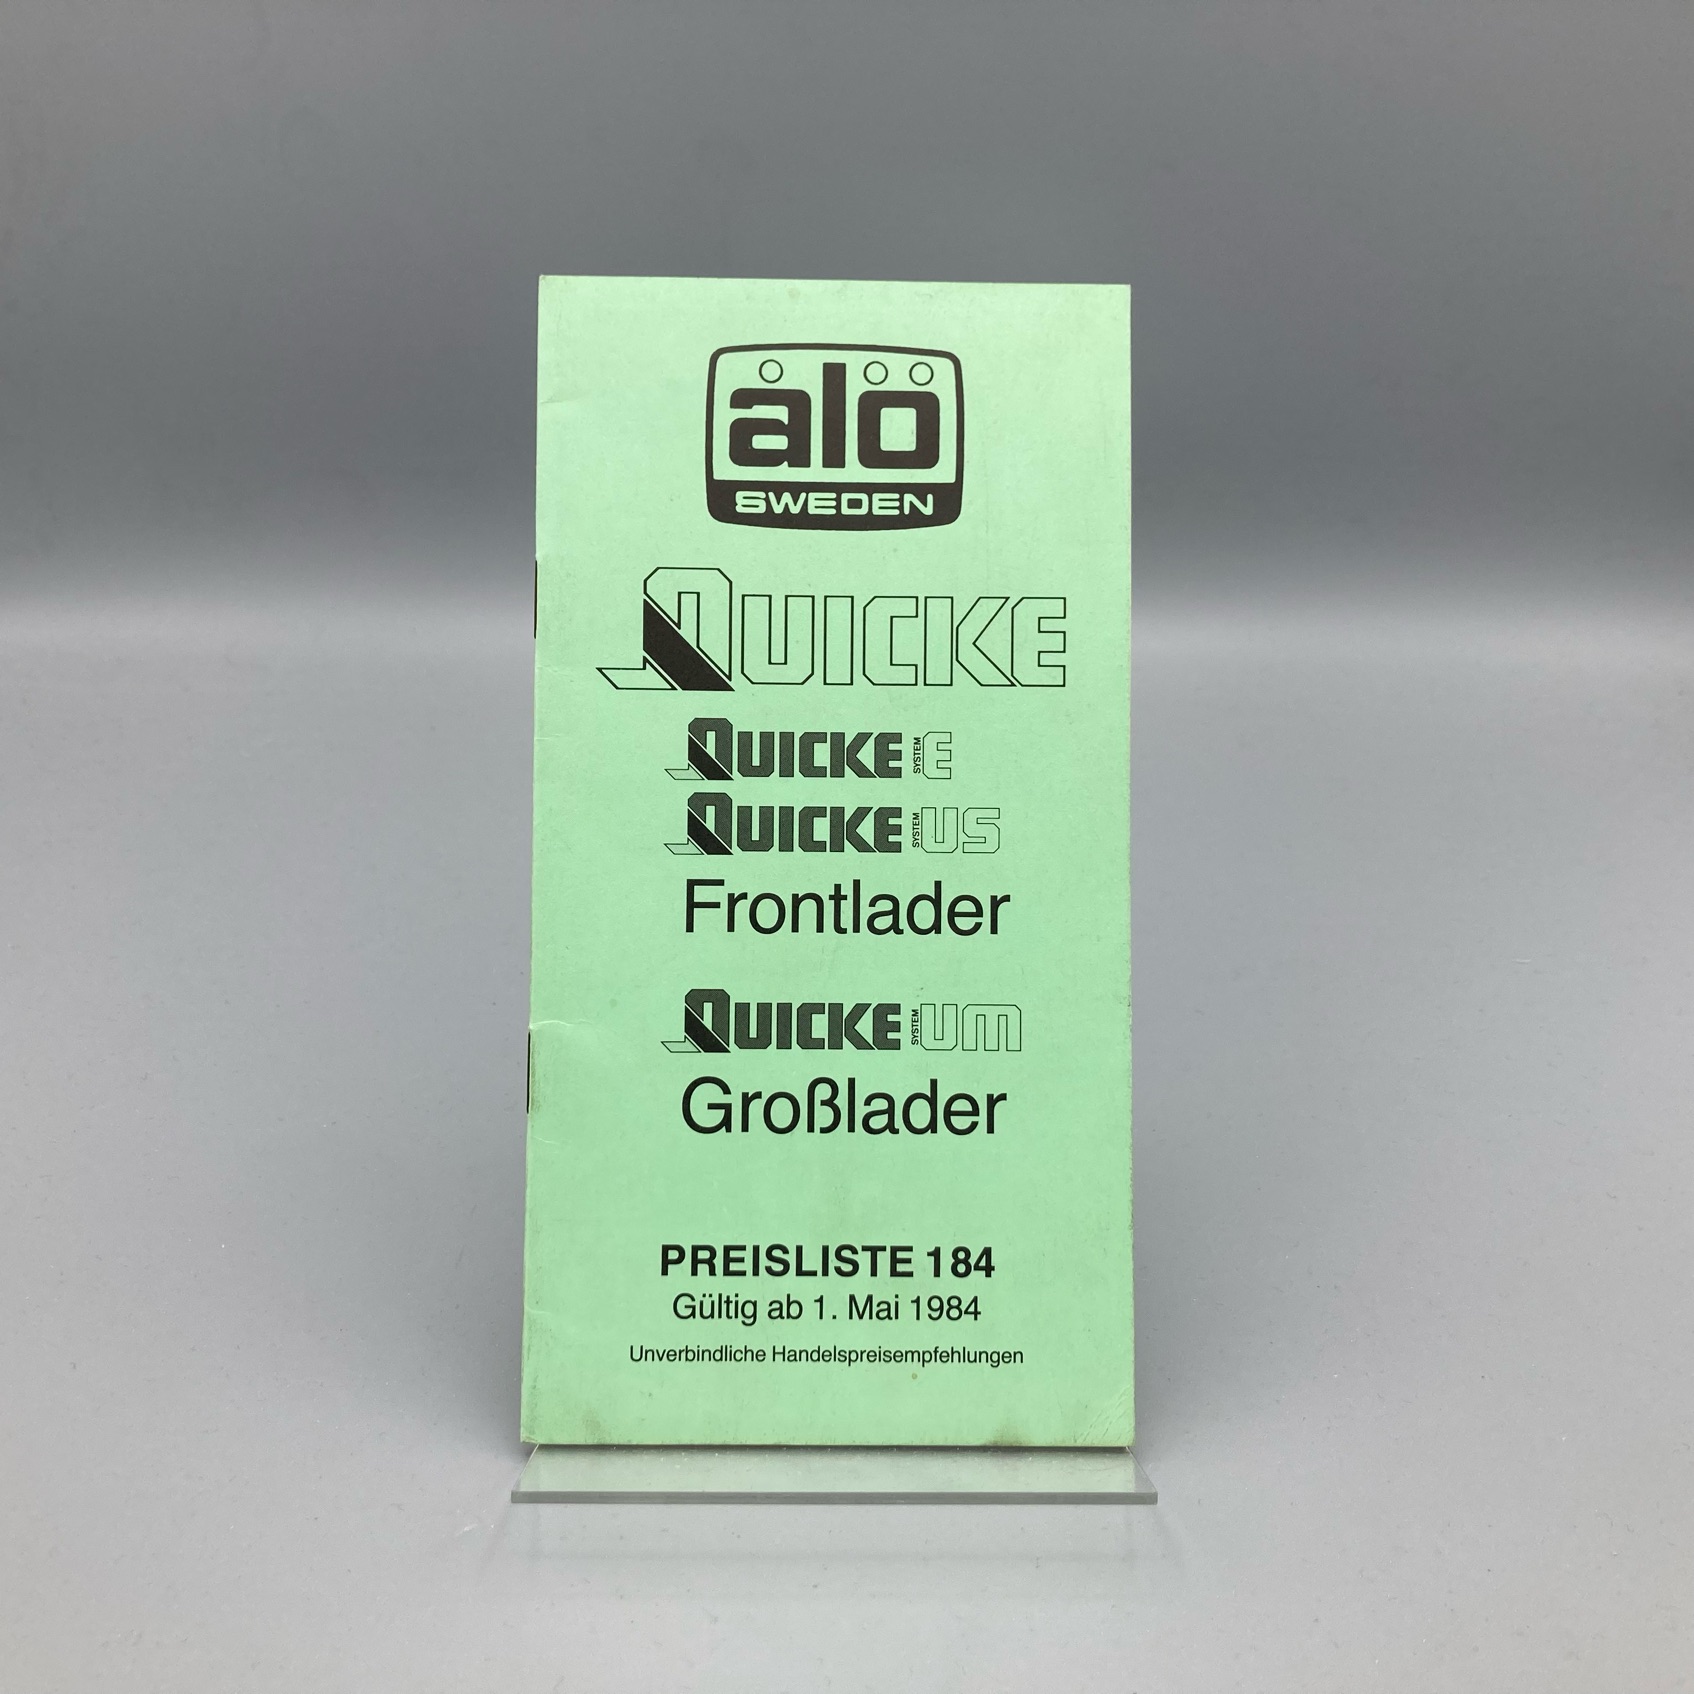 ålö
SWEDEN
QUICKE
QUICKE SYSTEM E
QUICKE SYSTEM US
Frontlader
QUICKE SYSTEM UM
Großlader
PREISLISTE 184
Gültig ab 1. Mai 1984
Unverbindliche Handelspreisempfehlungen